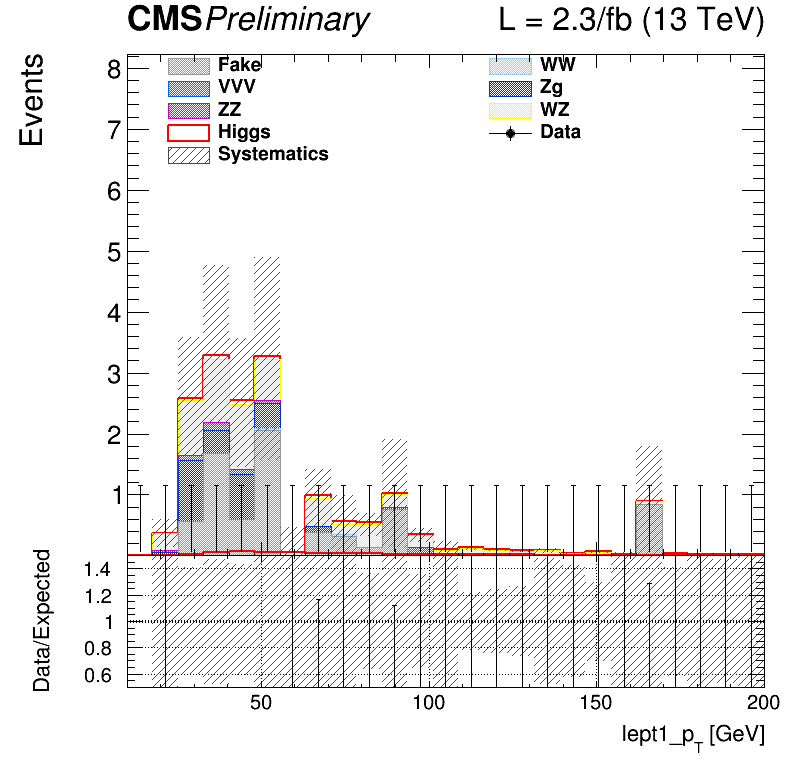 CMS Preliminary L = 2.3/fb (13 TeV)
Events
8
7
6
5
4
3
2
1
Fake
VVV
ZZ
Higgs
Systematics
WW
Zg
WZ
Data
Data/Expected
1.4
1.2
1
0.8
0.6
50 100 150 200
lept1_p_T [GeV]